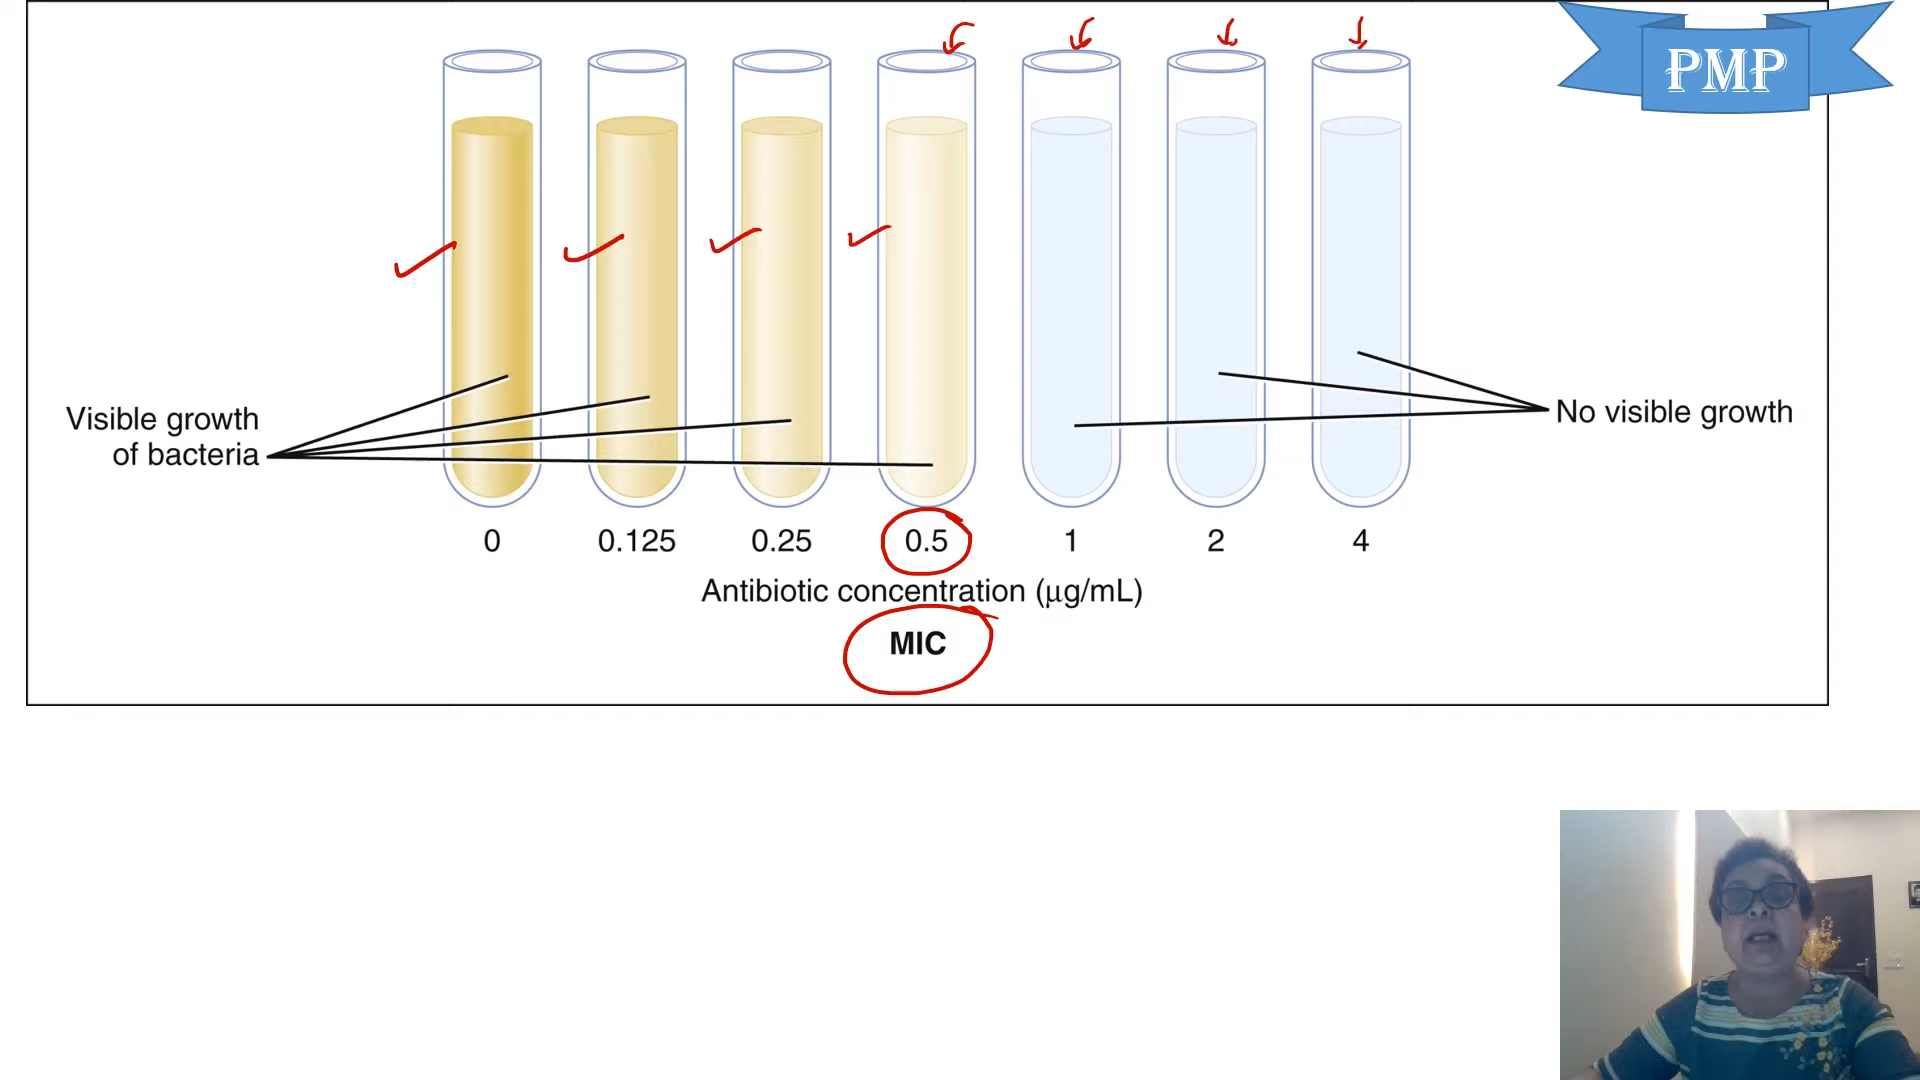 PMP
Visible growth
of bacteria
No visible growth
0 0.125 0.25 0.5 1 2 4
Antibiotic concentration (μg/mL)
MIC